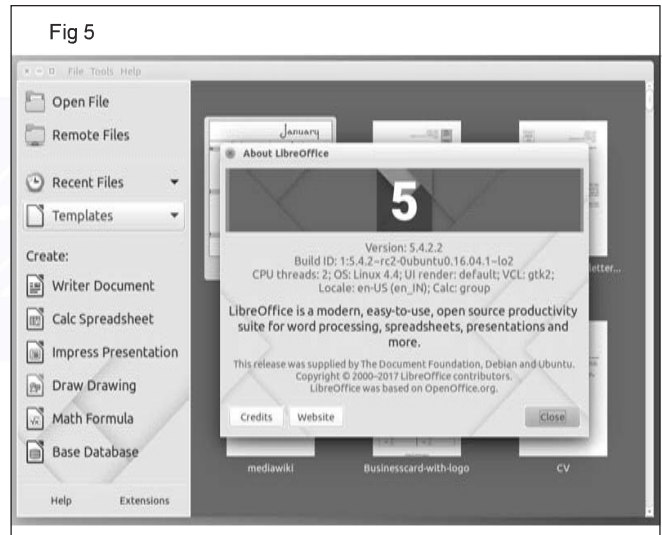 Fig 5
File Tools Help
Open File
Remote Files
Recent Files
Templates
Create:
Writer Document
Calc Spreadsheet
Impress Presentation
Draw Drawing
Math Formula
Base Database
Help Extensions
January
About LibreOffice
5
Version: 5.4.2.2
Build ID: 1:5.4.2~rc2-0ubuntu0.16.04.1~lo2
CPU threads: 2; OS: Linux 4.4; UI render: default; VCL: gtk2;
Locale: en-US (en_IN); Calc: group
LibreOffice is a modern, easy-to-use, open source productivity
suite for word processing, spreadsheets, presentations and
more.
This release was supplied by The Document Foundation, Debian and Ubuntu.
Copyright © 2000–2017 LibreOffice contributors.
LibreOffice was based on OpenOffice.org.
Credits Website Close
letter...
mediawiki Businesscard-with-logo CV